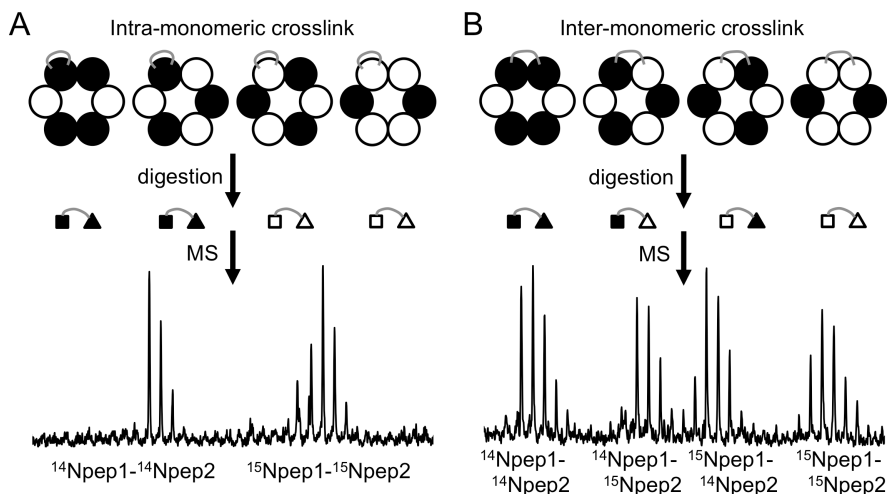 A
Intra-monomeric crosslink
digestion
MS
¹⁴Npep1-¹⁴Npep2
¹⁵Npep1-¹⁵Npep2
B
Inter-monomeric crosslink
digestion
MS
¹⁴Npep1-
¹⁴Npep2
¹⁴Npep1-
¹⁵Npep2
¹⁵Npep1-
¹⁴Npep2
¹⁵Npep1-
¹⁵Npep2